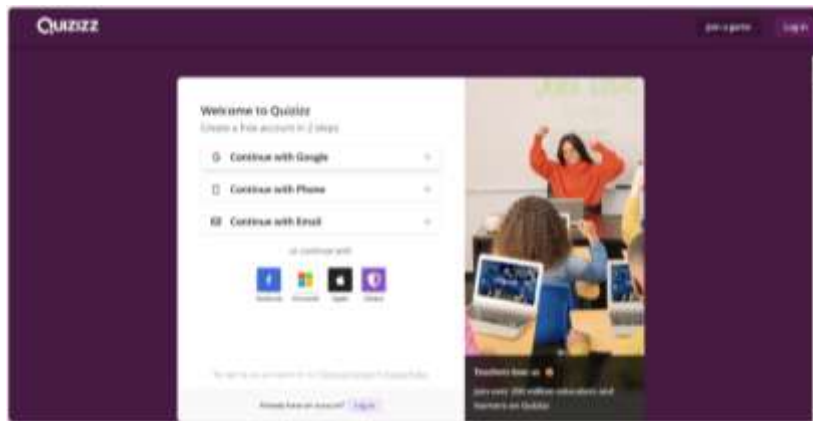 QUIZIZZ
Join a game
Log in
Welcome to Quizizz
Create a free account in 2 steps
Continue with Google
Continue with Phone
Continue with Email
or continue with
Facebook Microsoft Apple
Teachers love us
Join over 200 million educators and
learners on Quizizz
Already have an account? Log in